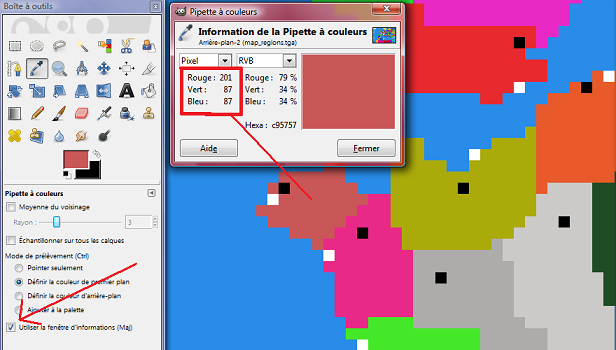 Boîte à outils
Pipette à couleurs
Moyenne du voisinage
Rayon :
3
Échantillonner sur tous les calques
Mode de prélèvement (Ctrl)
Pointer seulement
Définir la couleur de premier plan
Définir la couleur d'arrière-plan
Ajouter à la palette
Utiliser la fenêtre d'informations (Maj)
Pipette à couleurs
Information de la Pipette à couleurs
Arrière-plan-2 (map_regions.tga)
Pixel RVB
Rouge : 201 Rouge : 79 %
Vert : 87 Vert : 34 %
Bleu : 87 Bleu : 34 %
Hexa : c95757
Aide Fermer